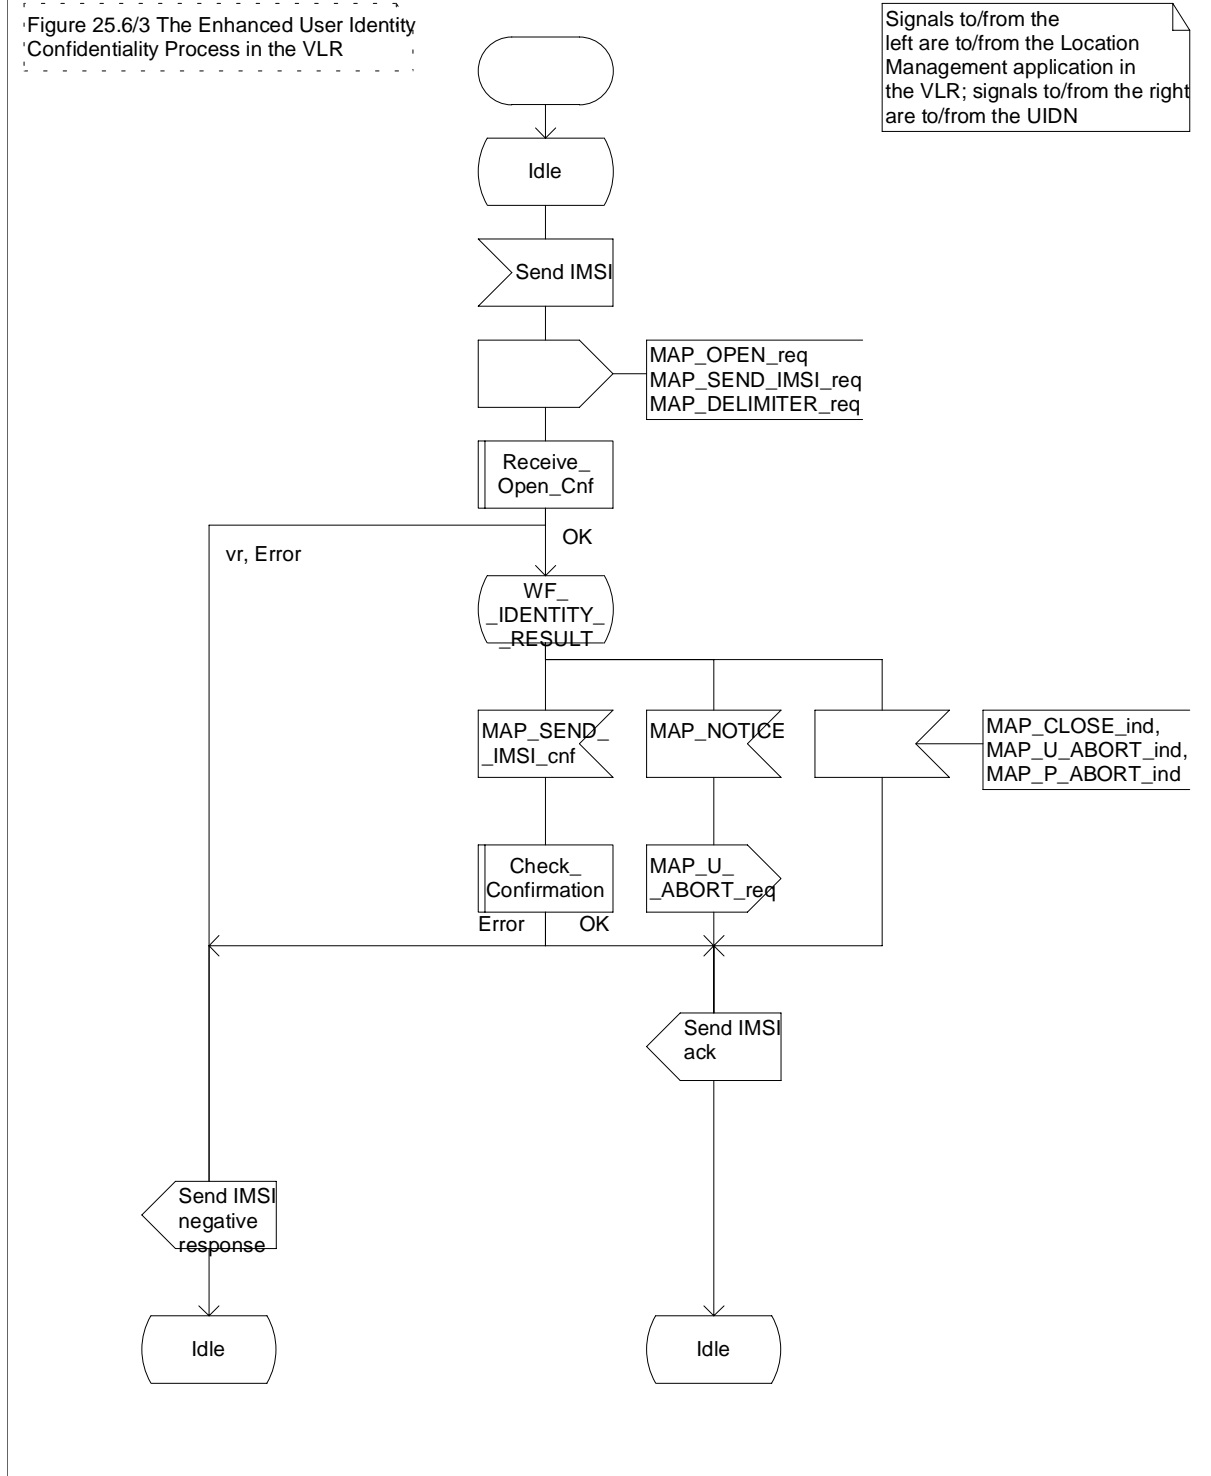 Figure 25.6/3 The Enhanced User Identity
Confidentiality Process in the VLR
Signals to/from the
left are to/from the Location
Management application in
the VLR; signals to/from the right
are to/from the UIDN
Idle
Send IMSI
MAP_OPEN_req
MAP_SEND_IMSI_req
MAP_DELIMITER_req
Receive_
Open_Cnf
OK
vr, Error
WF_
_IDENTITY_
_RESULT
MAP_SEND_
_IMSI_cnf
MAP_NOTICE
MAP_CLOSE_ind,
MAP_U_ABORT_ind,
MAP_P_ABORT_ind
Check_
Confirmation
MAP_U_
_ABORT_req
Error
OK
Send IMSI
ack
Send IMSI
negative
response
Idle
Idle